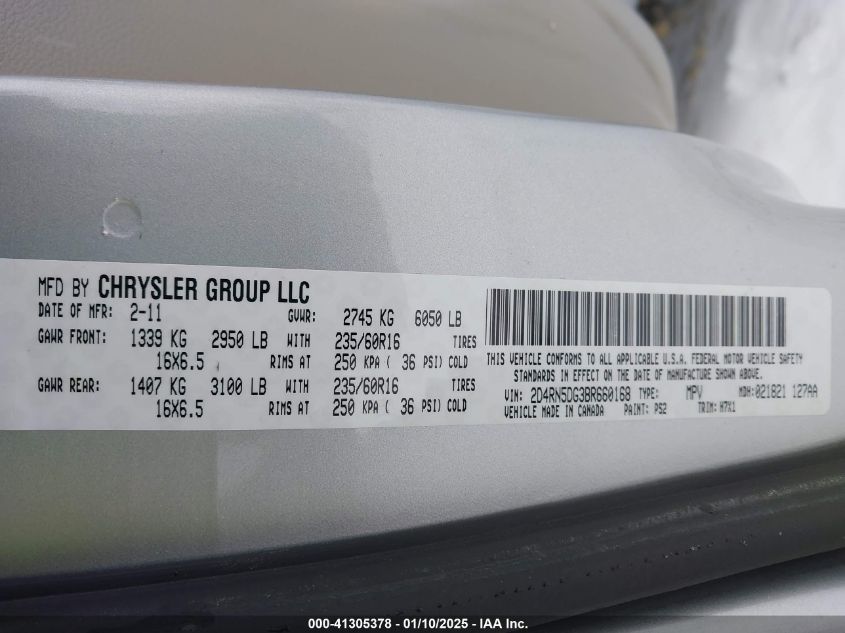 MFD BY CHRYSLER GROUP LLC
DATE OF MFR: 2-11 GVWR: 2745 KG 6050 LB
GAWR FRONT: 1339 KG 2950 LB WITH 235/60R16 TIRES
16X6.5 RIMS AT 250 KPA ( 36 PSI) COLD
GAWR REAR: 1407 KG 3100 LB WITH 235/60R16 TIRES
16X6.5 RIMS AT 250 KPA ( 36 PSI) COLD
THIS VEHICLE CONFORMS TO ALL APPLICABLE U.S.A. FEDERAL MOTOR VEHICLE SAFETY
STANDARDS IN EFFECT ON THE DATE OF MANUFACTURE SHOWN ABOVE.
VIN: 2D4RN5DG3BR660168 TYPE: MPV MDH:021821 127AA
VEHICLE MADE IN CANADA PAINT: PS2 TRIM: H7X1
000-41305378 - 01/10/2025 - IAA Inc.